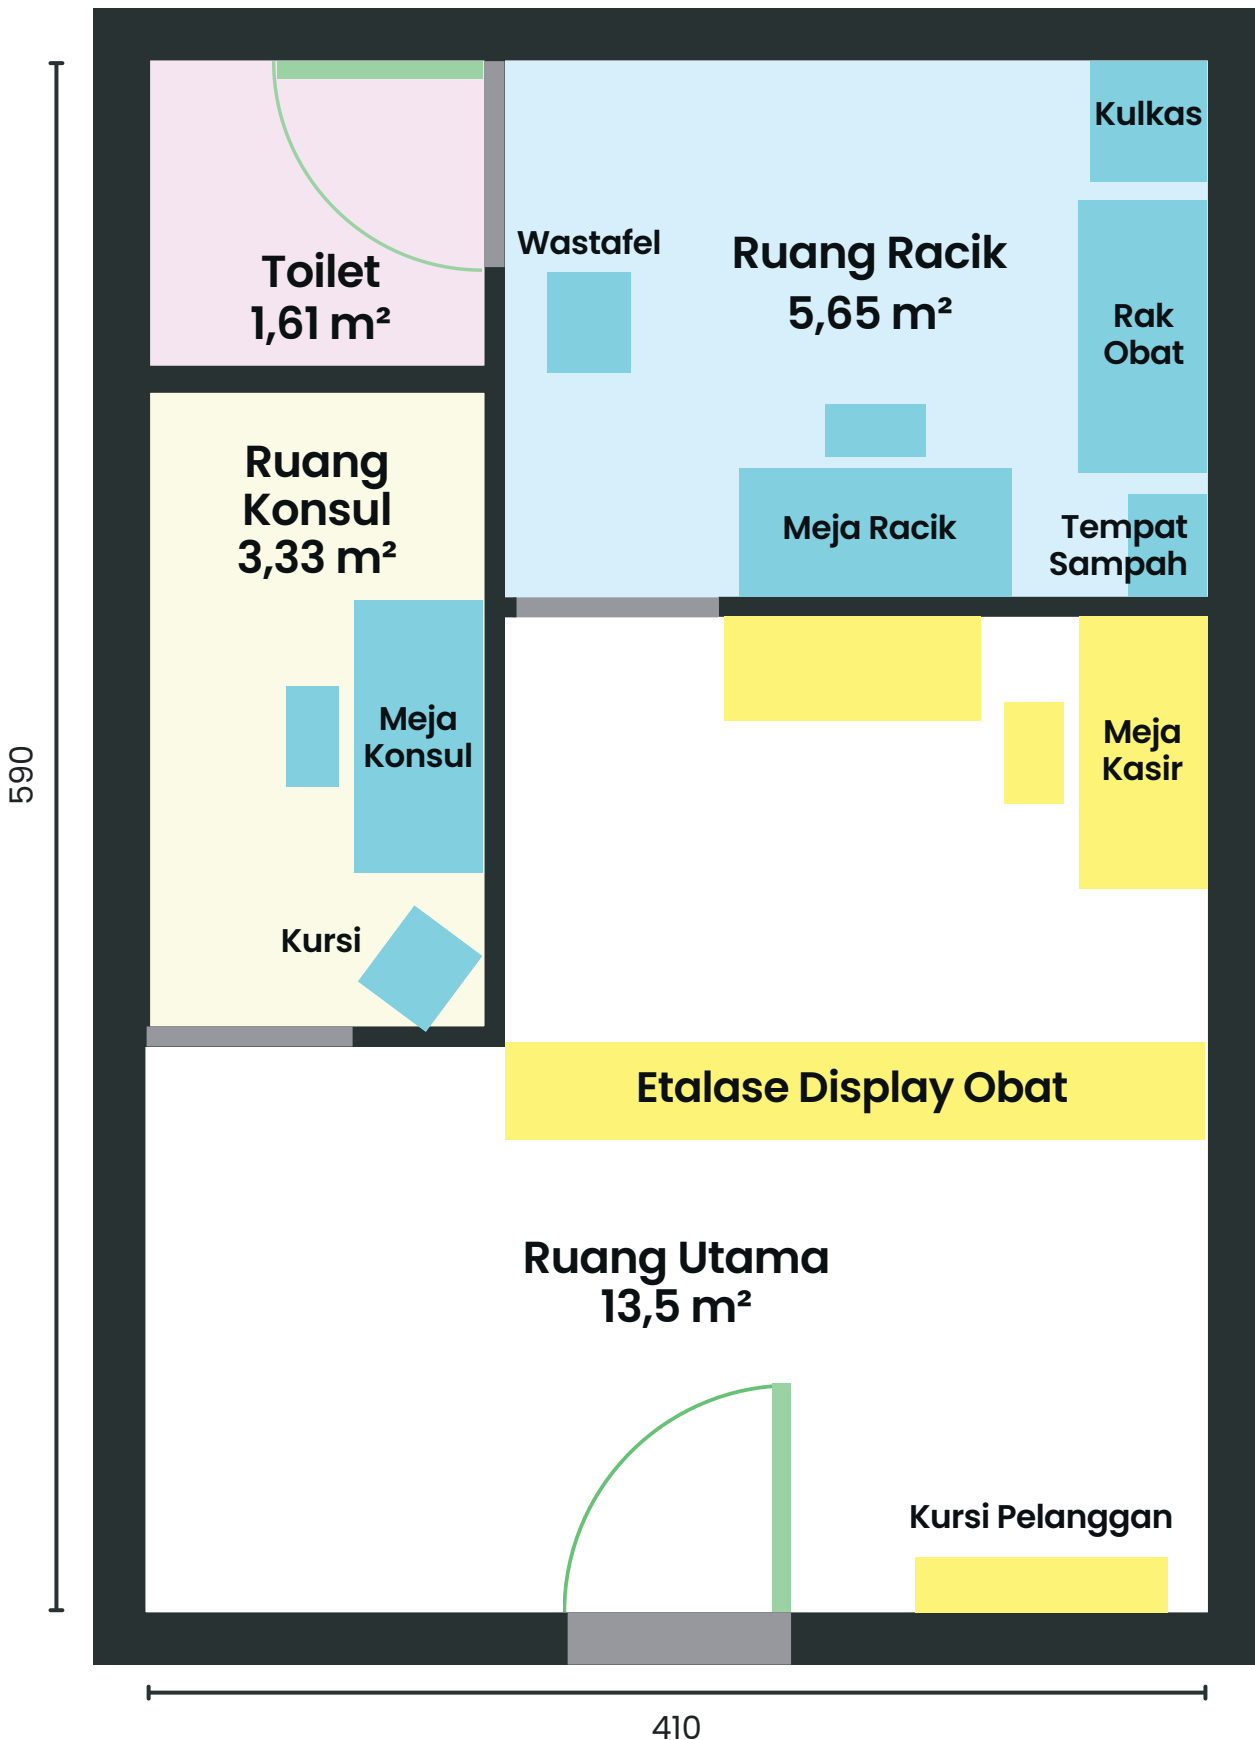 Kulkas
Wastafel
Ruang Racik
5,65 m²
Toilet
1,61 m²
Rak
Obat
Ruang
Konsul
3,33 m²
Meja Racik
Tempat
Sampah
Meja
Konsul
Meja
Kasir
590
Kursi
Etalase Display Obat
Ruang Utama
13,5 m²
Kursi Pelanggan
410